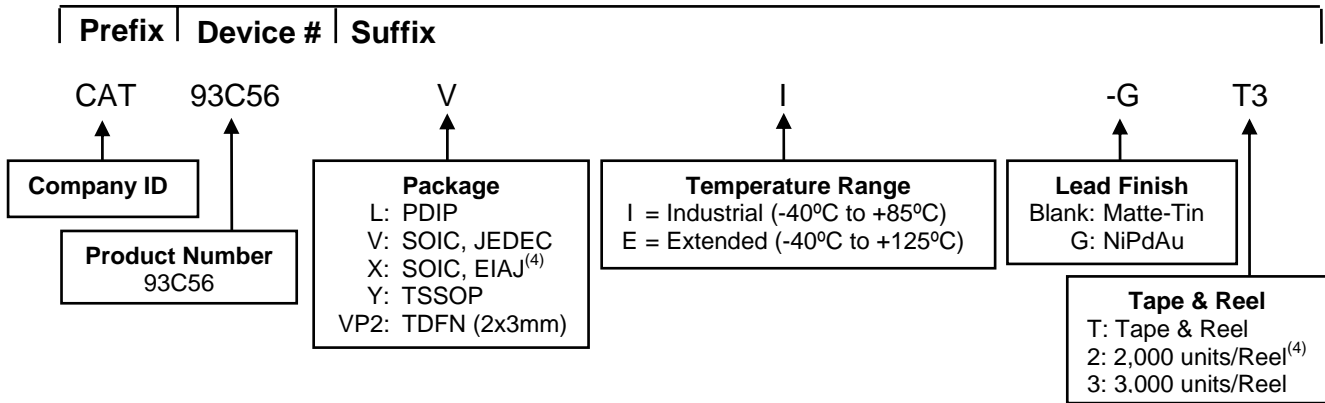 Prefix Device # Suffix
CAT 93C56 V I -G T3
Company ID
Product Number
93C56
Package
L: PDIP
V: SOIC, JEDEC
X: SOIC, EIAJ(4)
Y: TSSOP
VP2: TDFN (2x3mm)
Temperature Range
I = Industrial (-40ºC to +85ºC)
E = Extended (-40ºC to +125ºC)
Lead Finish
Blank: Matte-Tin
G: NiPdAu
Tape & Reel
T: Tape & Reel
2: 2,000 units/Reel(4)
3: 3,000 units/Reel